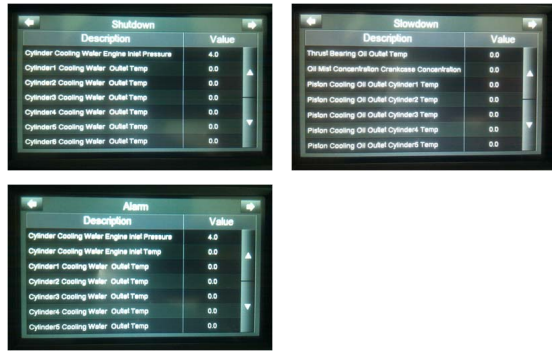 Shutdown
Description Value
Cylinder Cooling Water Engine Inlet Pressure 4.0
Cylinder1 Cooling Water Outlet Temp 0.0
Cylinder2 Cooling Water Outlet Temp 0.0
Cylinder3 Cooling Water Outlet Temp 0.0
Cylinder4 Cooling Water Outlet Temp 0.0
Cylinder5 Cooling Water Outlet Temp 0.0
Cylinder6 Cooling Water Outlet Temp 0.0
Slowdown
Description Value
Thrust Bearing Oil Outlet Temp 0.0
Oil Mist Concentration Crankcase Concentration 0.0
Piston Cooling Oil Outlet Cylinder1 Temp 0.0
Piston Cooling Oil Outlet Cylinder2 Temp 0.0
Piston Cooling Oil Outlet Cylinder3 Temp 0.0
Piston Cooling Oil Outlet Cylinder4 Temp 0.0
Piston Cooling Oil Outlet Cylinder5 Temp 0.0
Alarm
Description Value
Cylinder Cooling Water Engine Inlet Pressure 4.0
Cylinder Cooling Water Engine Inlet Temp 0.0
Cylinder1 Cooling Water Outlet Temp 0.0
Cylinder2 Cooling Water Outlet Temp 0.0
Cylinder3 Cooling Water Outlet Temp 0.0
Cylinder4 Cooling Water Outlet Temp 0.0
Cylinder5 Cooling Water Outlet Temp 0.0